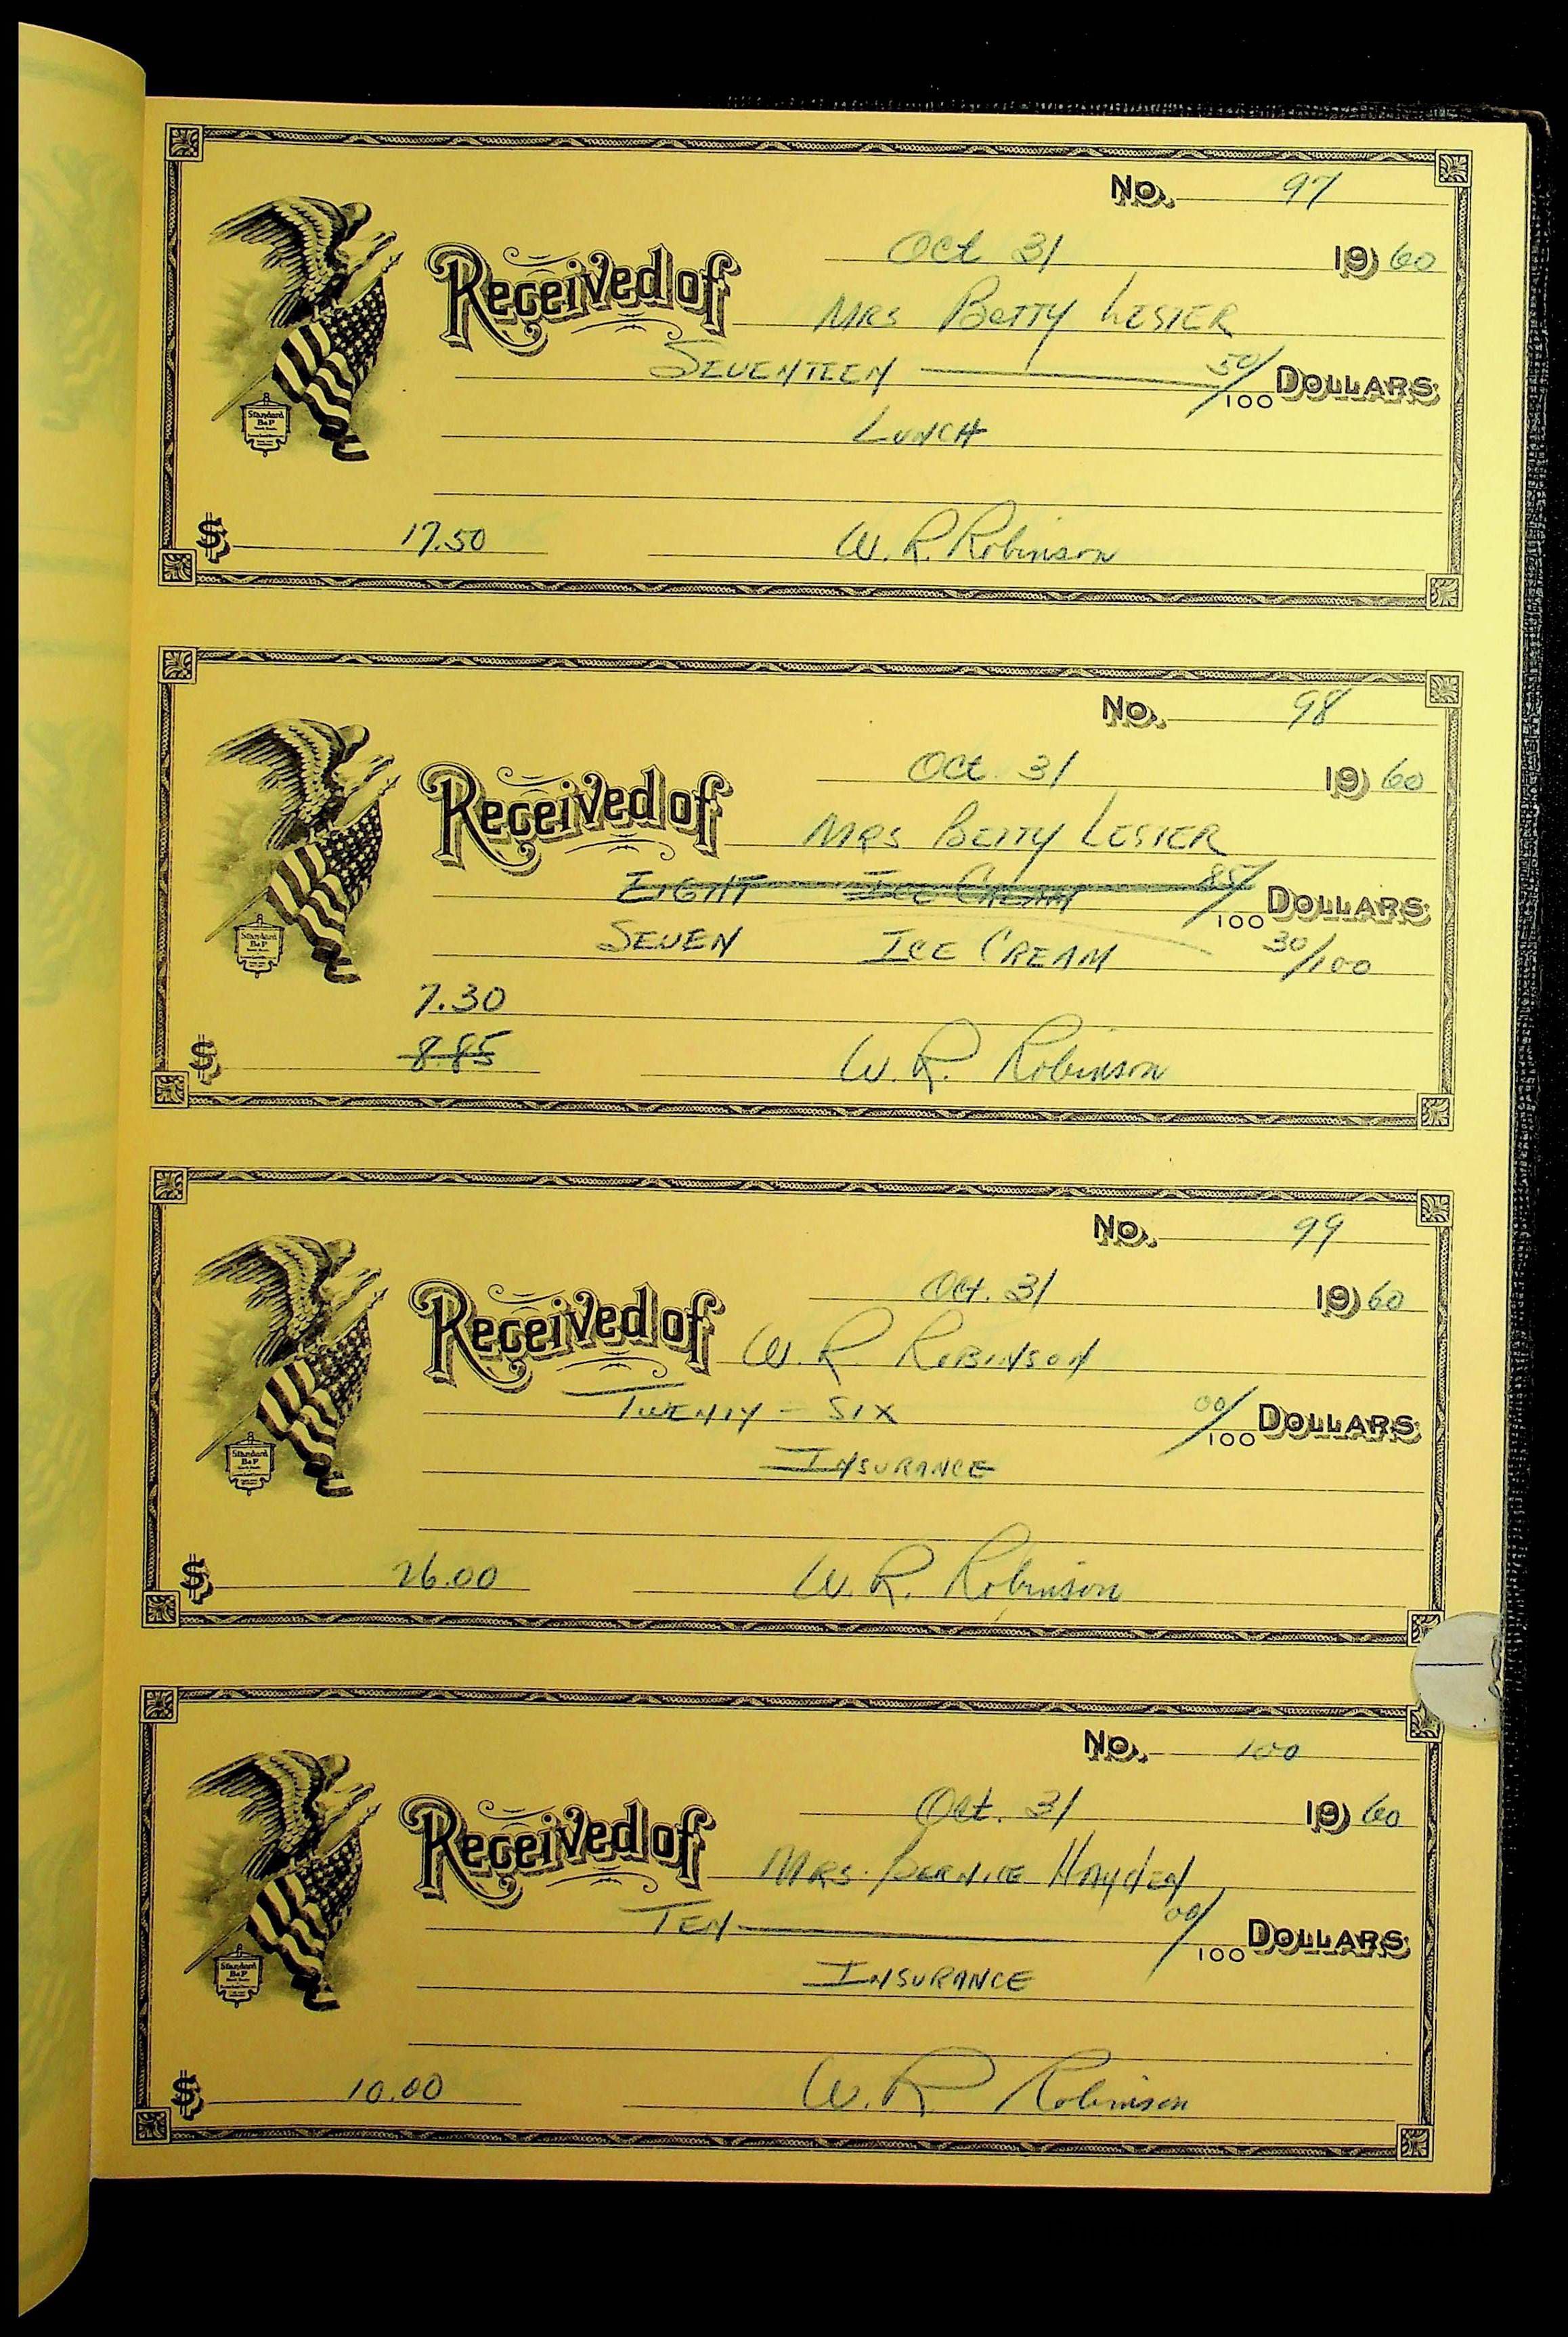 No. 97
Oct 31 1960
Received of MRS BETTY LESTER
SEVENTEEN 50/100 DOLLARS
LUNCH
$ 17.50 W. R. Robinson
Standard
B&P
No. 98
Oct. 31 1960
Received of MRS BETTY LESTER
EIGHT ICE CREAM 85/100 DOLLARS
SEVEN ICE CREAM 30/100
7.30
$ 8.85 W. R. Robinson
Standard
B&P
No. 99
Oct. 31 1960
Received of W. R. ROBINSON
TWENTY-SIX 00/100 DOLLARS
INSURANCE
$ 26.00 W. R. Robinson
Standard
B&P
No. 100
Oct. 31 1960
Received of MRS. BERNICE HAYDEN
TEN 00/100 DOLLARS
INSURANCE
$ 10.00 W. R. Robinson
Standard
B&P